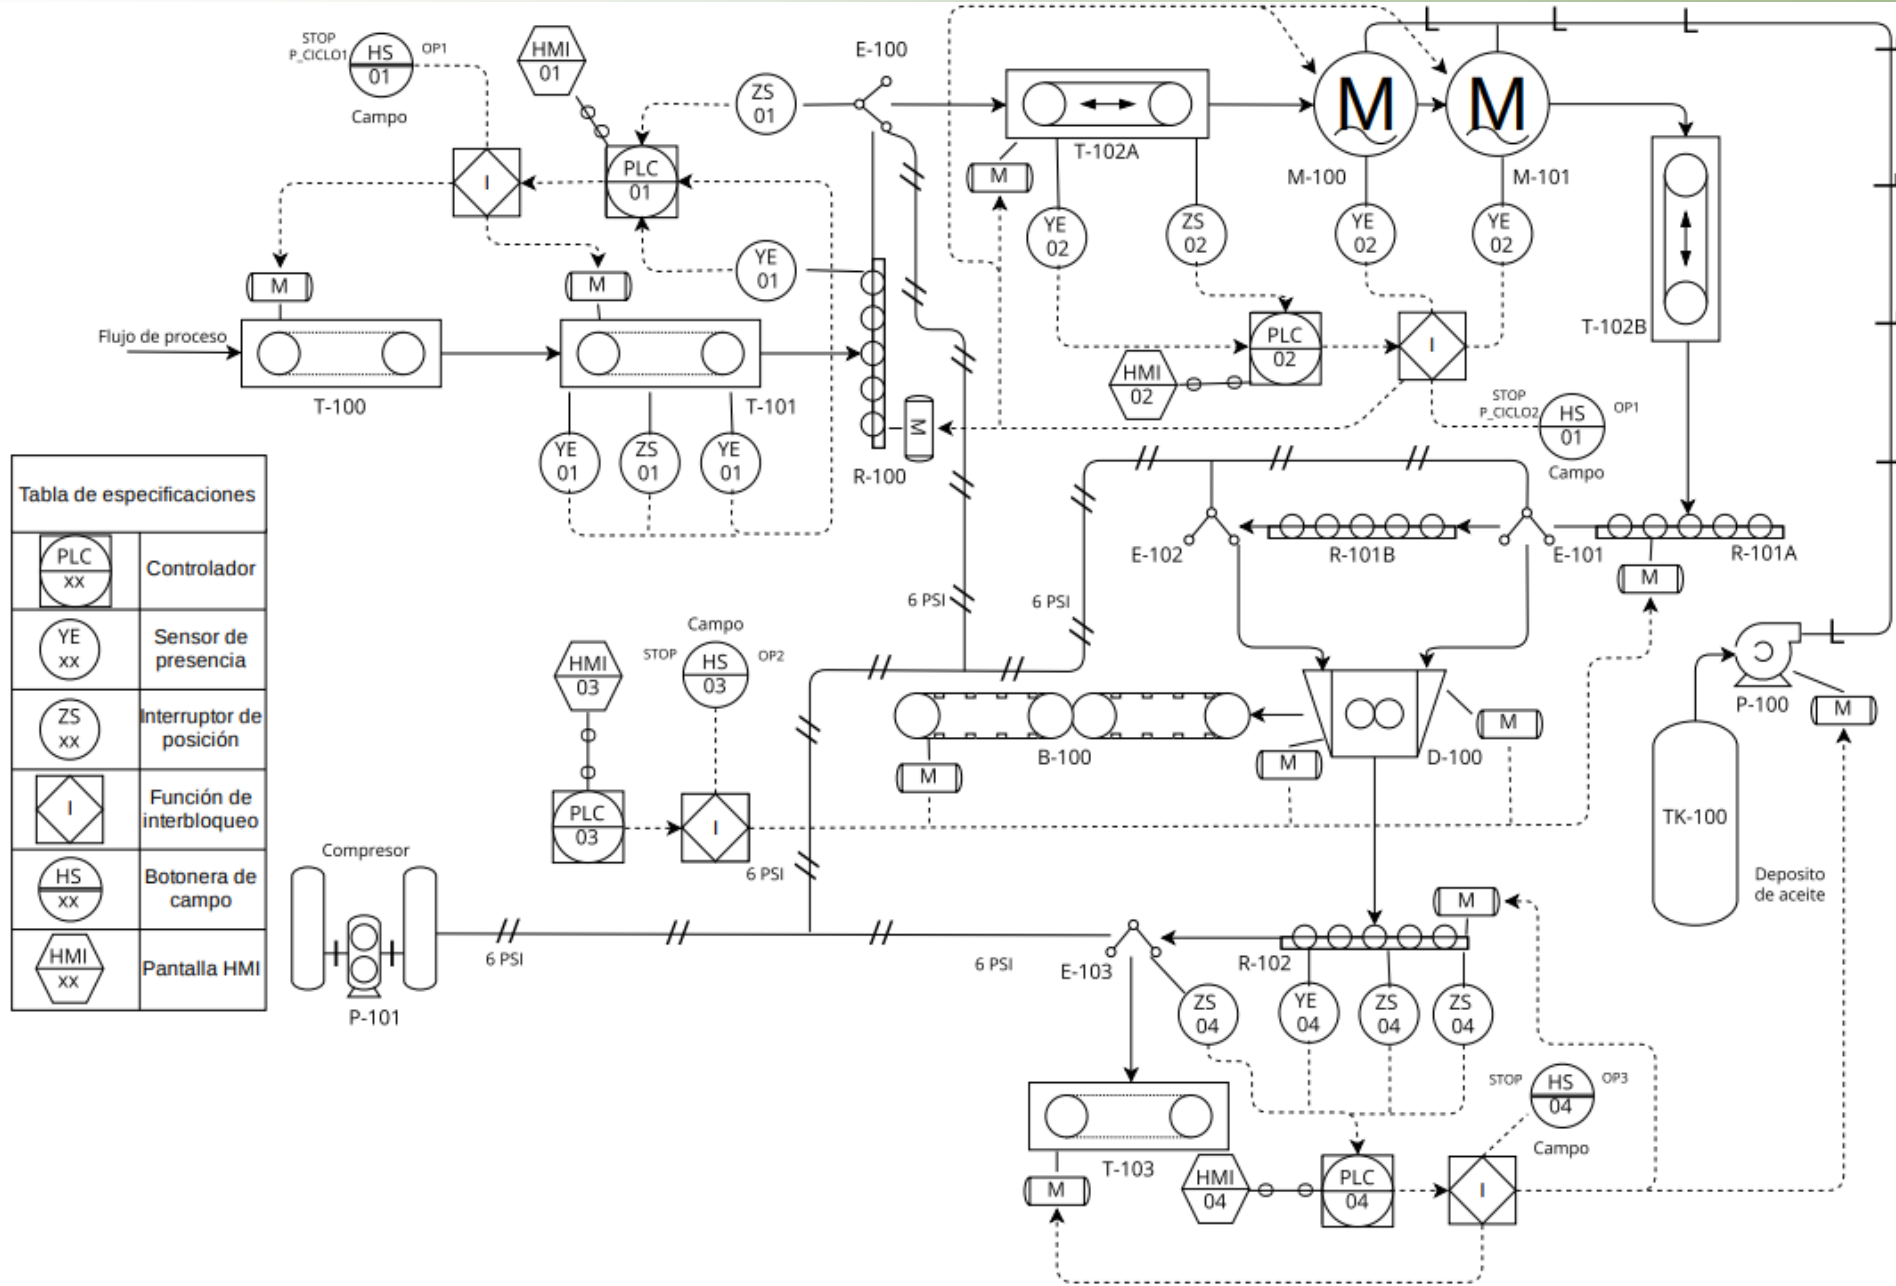 STOP
P_CICLO1
HS
01
OP1
Campo
HMI
01
PLC
01
I
ZS
01
E-100
YE
01
M
M
Flujo de proceso
T-100
T-101
YE
01
ZS
01
YE
01
M
R-100
T-102A
M
M
M
M-100
M-101
YE
02
ZS
02
YE
02
YE
02
T-102B
PLC
02
HMI
02
I
STOP
P_CICLO2
HS
01
OP1
Campo
E-102
R-101B
E-101
R-101A
M
6 PSI
6 PSI
Tabla de especificaciones
PLC
xx
Controlador
YE
xx
Sensor de
presencia
ZS
xx
Interruptor de
posición
I
Función de
interbloqueo
HS
xx
Botonera de
campo
HMI
xx
Pantalla HMI
HMI
03
Campo
STOP
HS
03
OP2
PLC
03
I
6 PSI
M
B-100
M
D-100
M
P-100
M
TK-100
Deposito
de aceite
Compresor
P-101
6 PSI
6 PSI
E-103
R-102
M
ZS
04
YE
04
ZS
04
ZS
04
T-103
M
HMI
04
PLC
04
I
STOP
HS
04
OP3
Campo